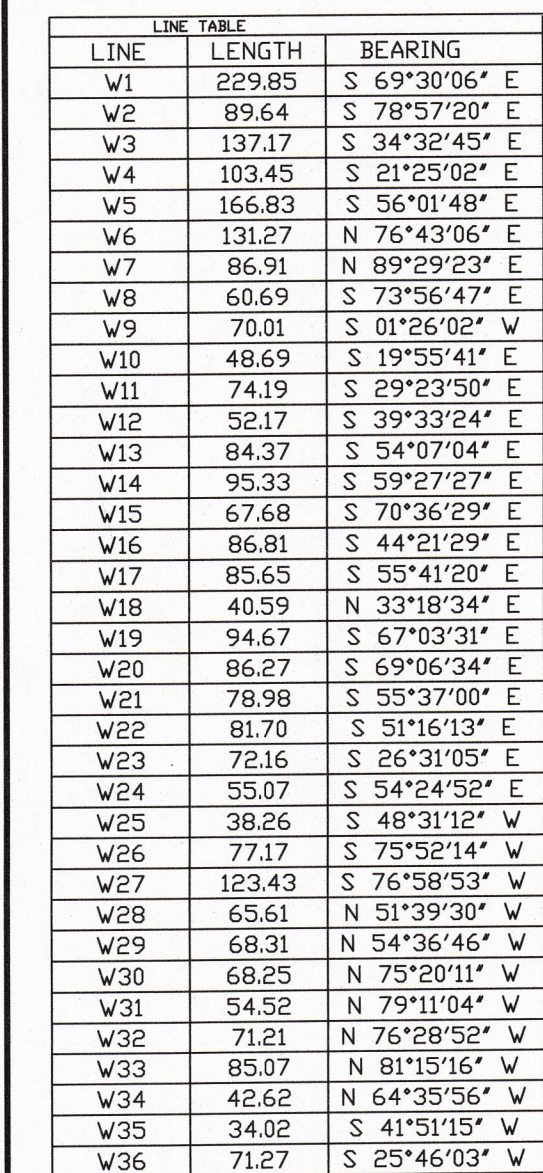 LINE TABLE
LINE LENGTH BEARING
W1 229.85 S 69°30'06" E
W2 89.64 S 78°57'20" E
W3 137.17 S 34°32'45" E
W4 103.45 S 21°25'02" E
W5 166.83 S 56°01'48" E
W6 131.27 N 76°43'06" E
W7 86.91 N 89°29'23" E
W8 60.69 S 73°56'47" E
W9 70.01 S 01°26'02" W
W10 48.69 S 19°55'41" E
W11 74.19 S 29°23'50" E
W12 52.17 S 39°33'24" E
W13 84.37 S 54°07'04" E
W14 95.33 S 59°27'27" E
W15 67.68 S 70°36'29" E
W16 86.81 S 44°21'29" E
W17 85.65 S 55°41'20" E
W18 40.59 N 33°18'34" E
W19 94.67 S 67°03'31" E
W20 86.27 S 69°06'34" E
W21 78.98 S 55°37'00" E
W22 81.70 S 51°16'13" E
W23 72.16 S 26°31'05" E
W24 55.07 S 54°24'52" E
W25 38.26 S 48°31'12" W
W26 77.17 S 75°52'14" W
W27 123.43 S 76°58'53" W
W28 65.61 N 51°39'30" W
W29 68.31 N 54°36'46" W
W30 68.25 N 75°20'11" W
W31 54.52 N 79°11'04" W
W32 71.21 N 76°28'52" W
W33 85.07 N 81°15'16" W
W34 42.62 N 64°35'56" W
W35 34.02 S 41°51'15" W
W36 71.27 S 25°46'03" W